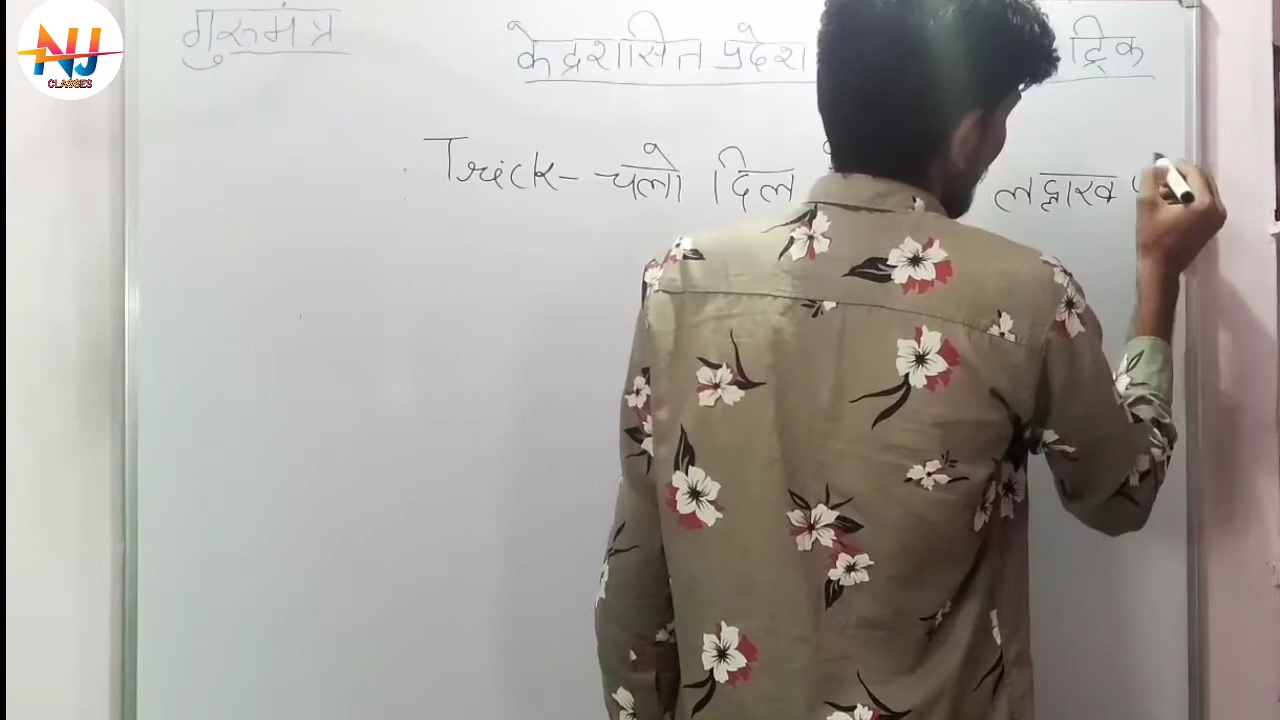 NJ
CLASSES
गुरुमंत्र
केंद्रशासित प्रदेश ट्रिक
Trick - चलो दिल लद्दाख